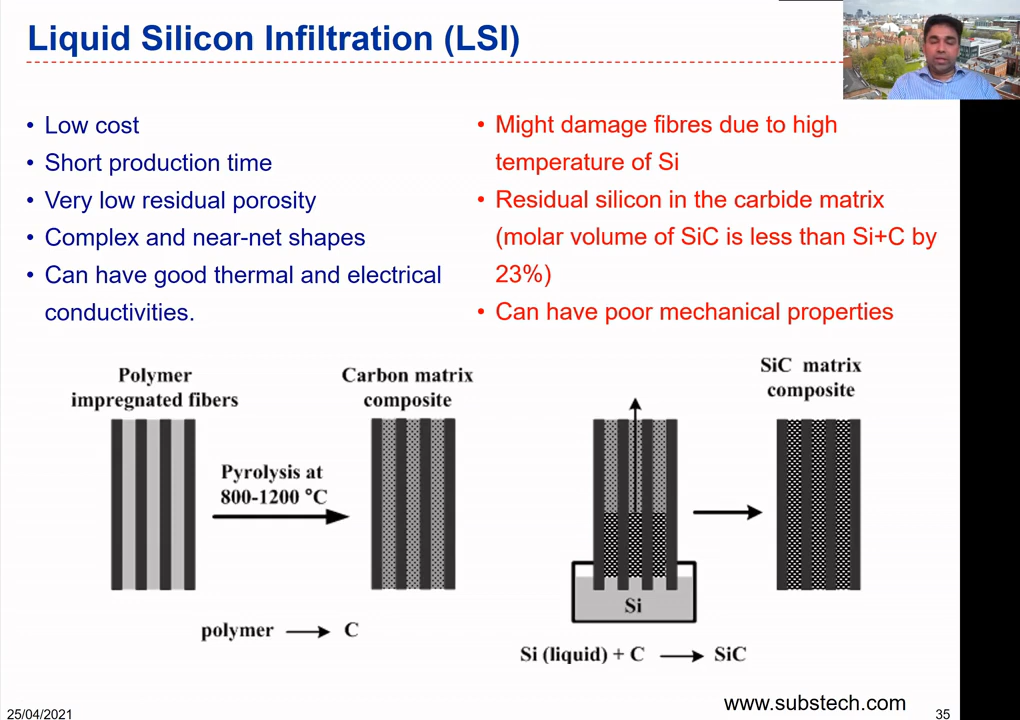 Liquid Silicon Infiltration (LSI)
• Low cost
• Short production time
• Very low residual porosity
• Complex and near-net shapes
• Can have good thermal and electrical
conductivities.
• Might damage fibres due to high
temperature of Si
• Residual silicon in the carbide matrix
(molar volume of SiC is less than Si+C by
23%)
• Can have poor mechanical properties
Polymer
impregnated fibers
Pyrolysis at
800-1200 °C
Carbon matrix
composite
polymer → C
Si
Si (liquid) + C → SiC
SiC matrix
composite
www.substech.com
25/04/2021
35